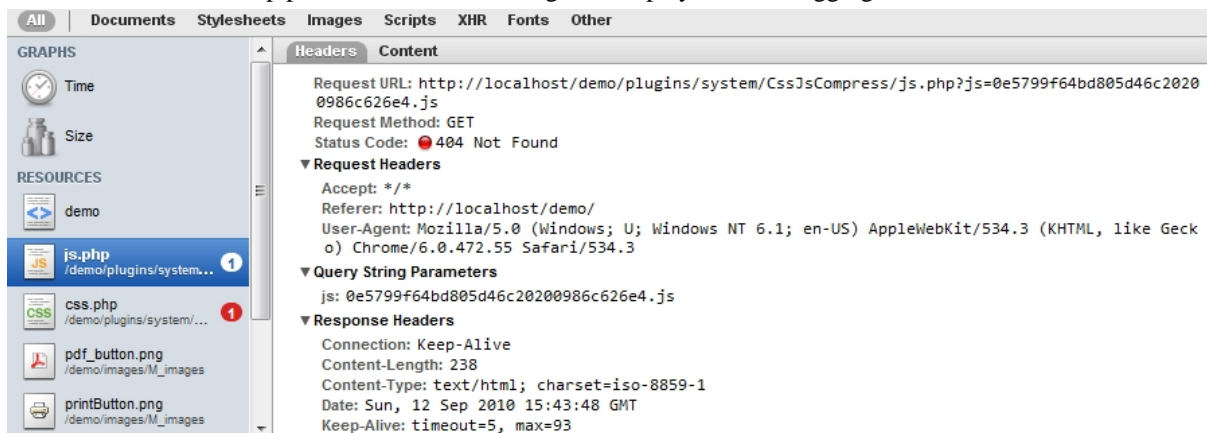 All Documents Stylesheets Images Scripts XHR Fonts Other
GRAPHS
Time
Size
RESOURCES
demo
JS
js.php
/demo/plugins/system...
1
CSS
css.php
/demo/plugins/system/...
1
pdf_button.png
/demo/images/M_images
printButton.png
/demo/images/M_images
Headers Content
Request URL: http://localhost/demo/plugins/system/CssJsCompress/js.php?js=0e5799f64bd805d46c2020
0986c626e4.js
Request Method: GET
Status Code: 404 Not Found
Request Headers
Accept: */*
Referer: http://localhost/demo/
User-Agent: Mozilla/5.0 (Windows; U; Windows NT 6.1; en-US) AppleWebKit/534.3 (KHTML, like Geck
o) Chrome/6.0.472.55 Safari/534.3
Query String Parameters
js: 0e5799f64bd805d46c20200986c626e4.js
Response Headers
Connection: Keep-Alive
Content-Length: 238
Content-Type: text/html; charset=iso-8859-1
Date: Sun, 12 Sep 2010 15:43:48 GMT
Keep-Alive: timeout=5, max=93